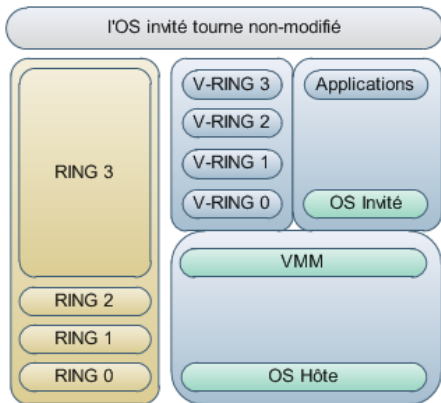 l'OS invité tourne non-modifié
RING 3
RING 2
RING 1
RING 0
V-RING 3
V-RING 2
V-RING 1
V-RING 0
Applications
OS Invité
VMM
OS Hôte